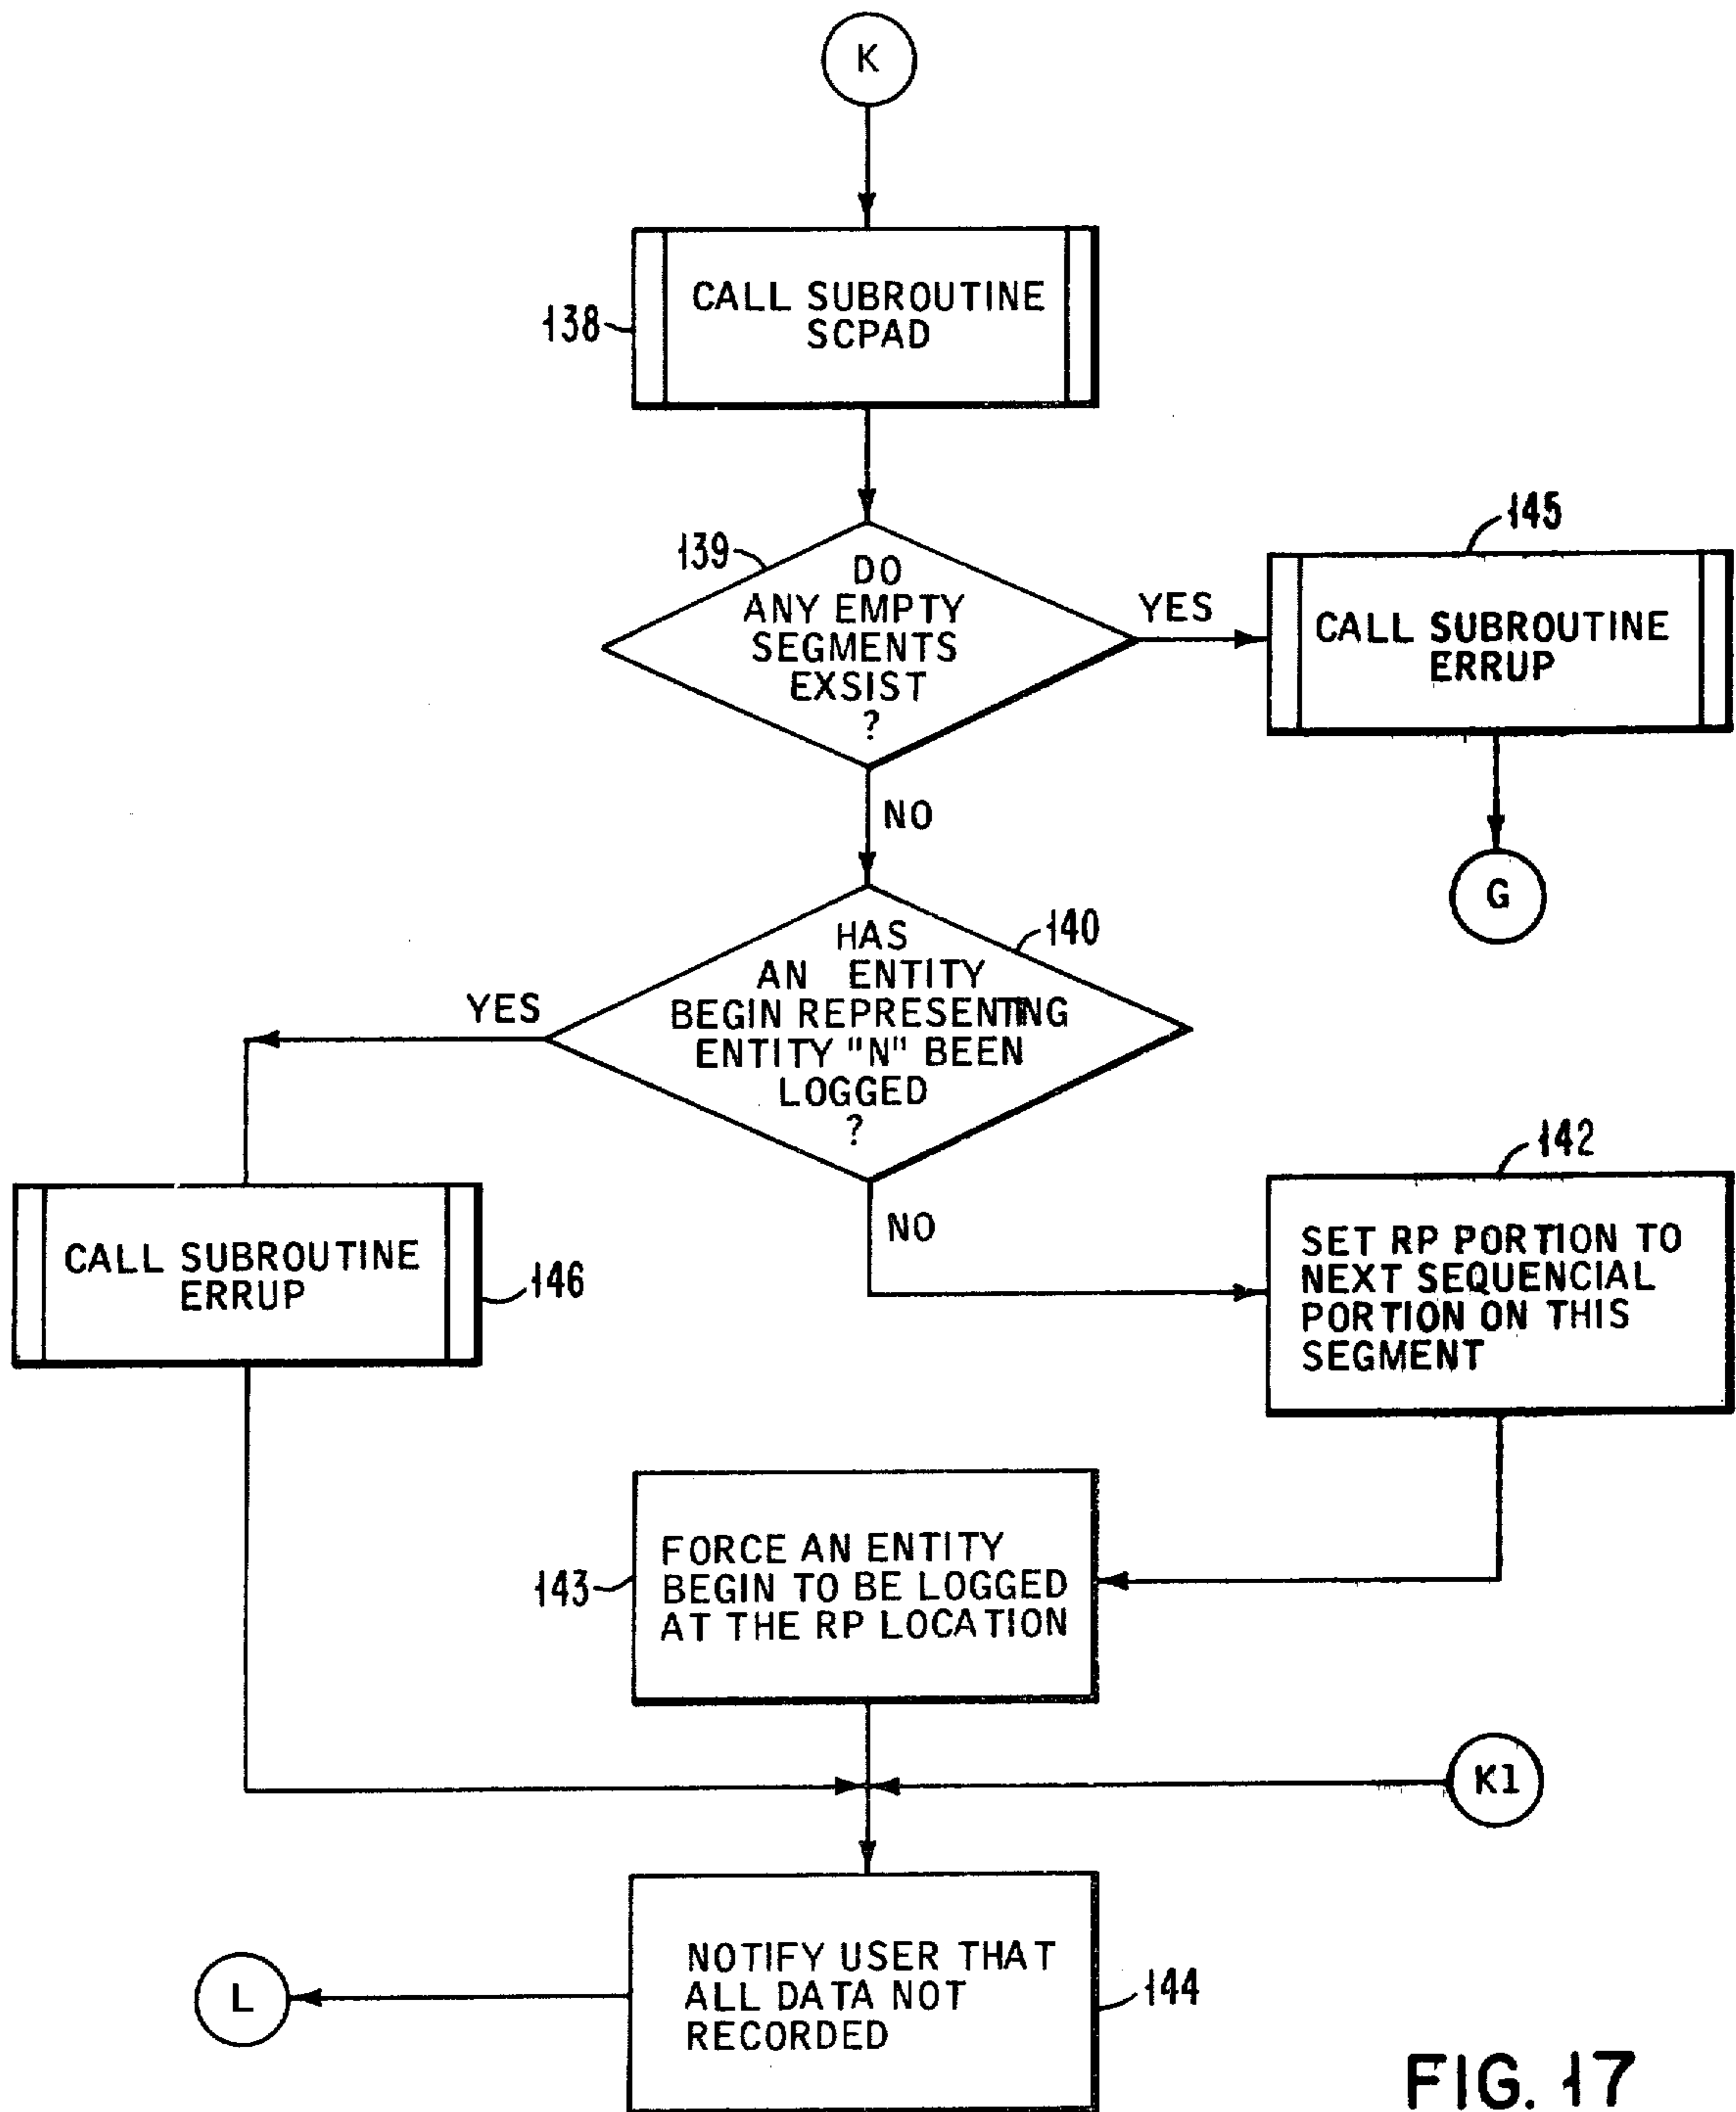 K
138
CALL SUBROUTINE
SCPAD
139
DO
ANY EMPTY
SEGMENTS
EXSIST
?
YES
145
CALL SUBROUTINE
ERRUP
NO
G
140
HAS
AN ENTITY
BEGIN REPRESENTING
ENTITY "N" BEEN
LOGGED
?
YES
NO
142
SET RP PORTION TO
NEXT SEQUENCIAL
PORTION ON THIS
SEGMENT
CALL SUBROUTINE
ERRUP
146
143
FORCE AN ENTITY
BEGIN TO BE LOGGED
AT THE RP LOCATION
K1
NOTIFY USER THAT
ALL DATA NOT
RECORDED
144
L
FIG. 17